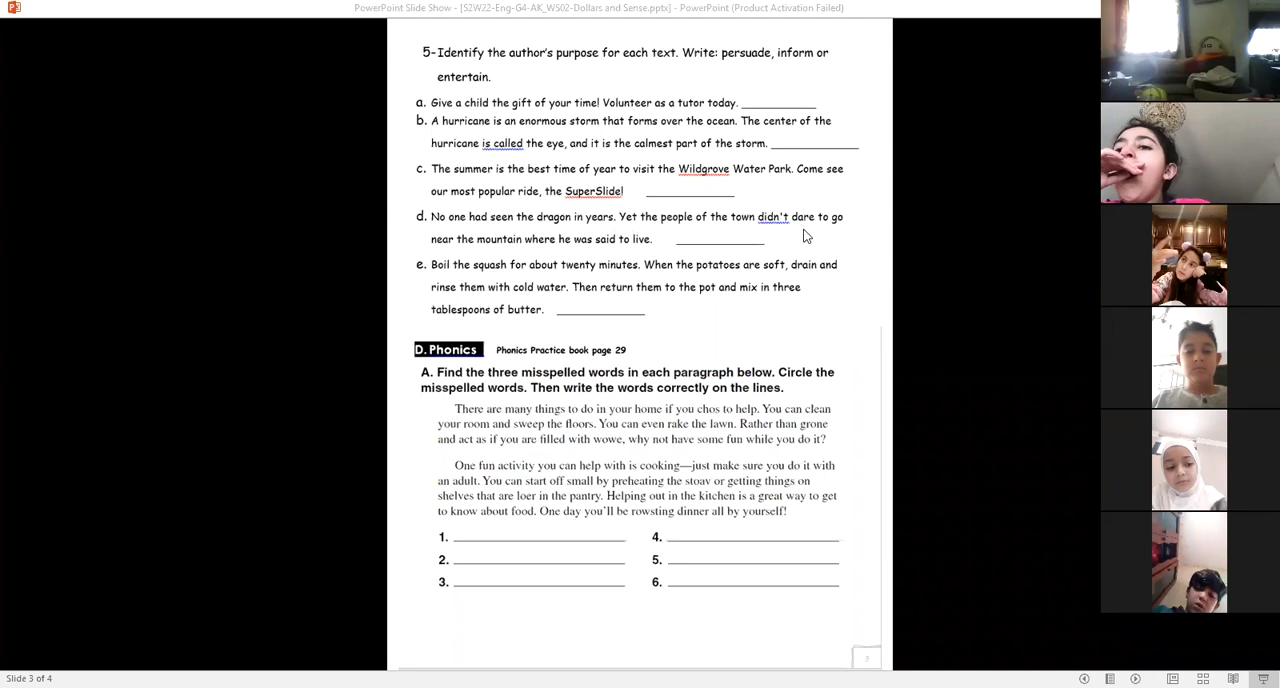 PowerPoint Slide Show - [S2W22-Eng-G4-AK_WS02-Dollars and Sense.pptx] - PowerPoint (Product Activation Failed)
5- Identify the author's purpose for each text. Write: persuade, inform or
entertain.
a. Give a child the gift of your time! Volunteer as a tutor today. ____________
b. A hurricane is an enormous storm that forms over the ocean. The center of the
hurricane is called the eye, and it is the calmest part of the storm. ____________
c. The summer is the best time of year to visit the Wildgrove Water Park. Come see
our most popular ride, the SuperSlide! ____________
d. No one had seen the dragon in years. Yet the people of the town didn't dare to go
near the mountain where he was said to live. ____________
e. Boil the squash for about twenty minutes. When the potatoes are soft, drain and
rinse them with cold water. Then return them to the pot and mix in three
tablespoons of butter. ____________
D. Phonics Phonics Practice book page 29
A. Find the three misspelled words in each paragraph below. Circle the
misspelled words. Then write the words correctly on the lines.
There are many things to do in your home if you chos to help. You can clean
your room and sweep the floors. You can even rake the lawn. Rather than grone
and act as if you are filled with wowe, why not have some fun while you do it?
One fun activity you can help with is cooking—just make sure you do it with
an adult. You can start off small by preheating the stoav or getting things on
shelves that are loer in the pantry. Helping out in the kitchen is a great way to get
to know about food. One day you'll be rowsting dinner all by yourself!
1. ____________ 4. ____________
2. ____________ 5. ____________
3. ____________ 6. ____________
3
Slide 3 of 4